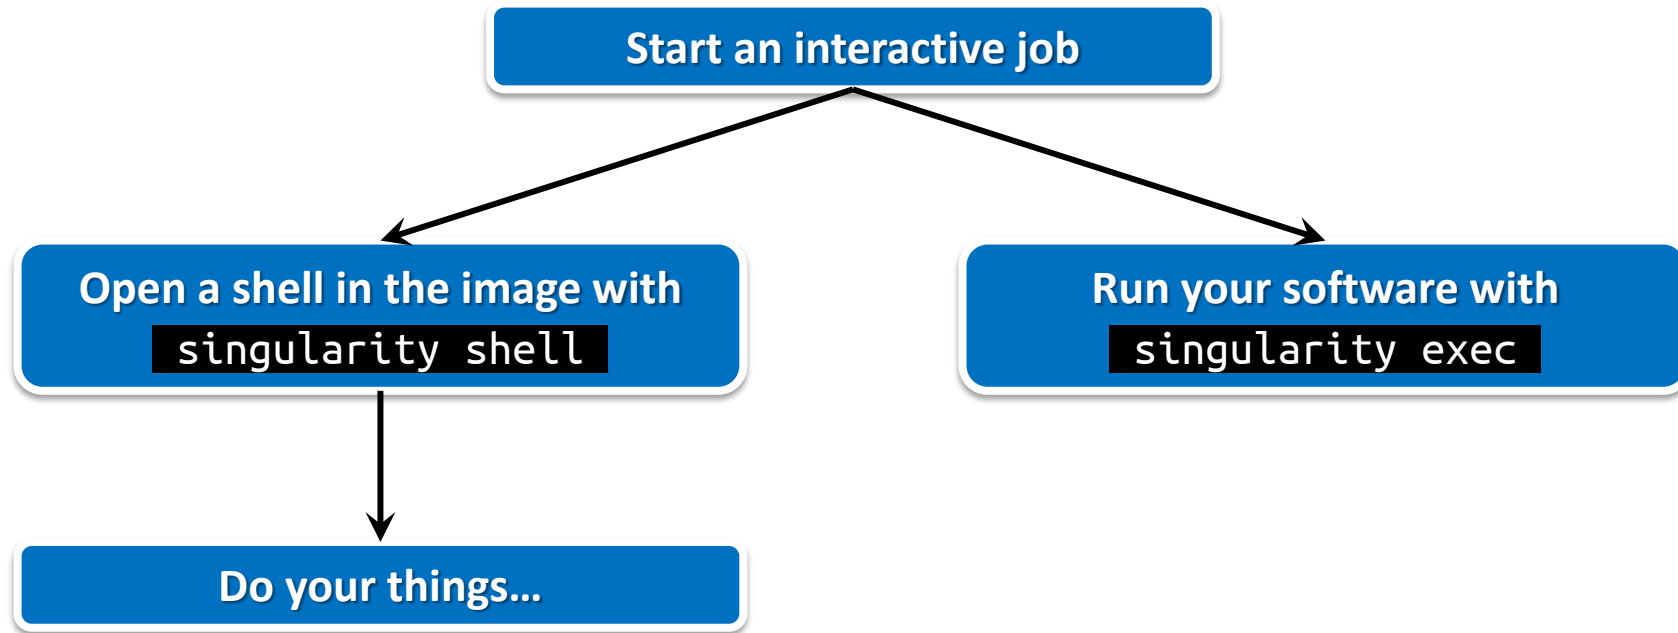 Start an interactive job
Open a shell in the image with
singularity shell
Run your software with
singularity exec
Do your things...